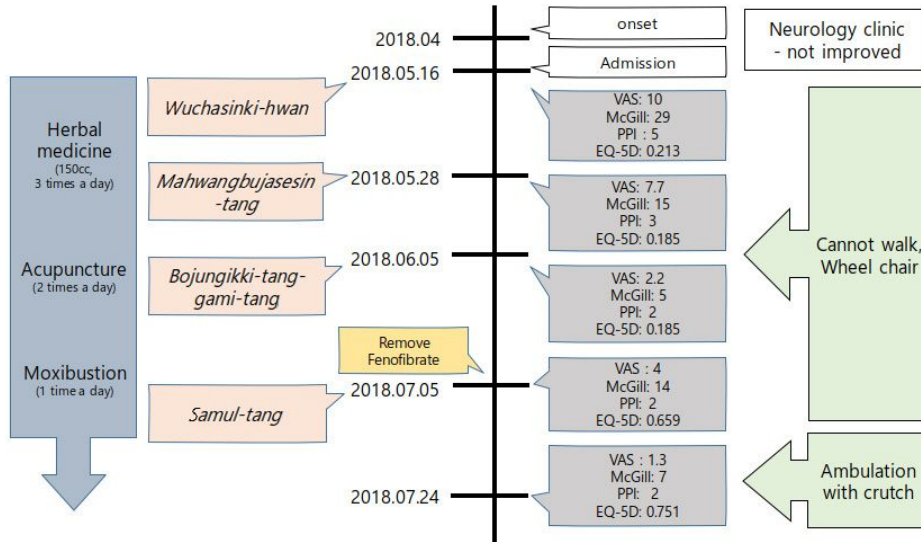 onset
Neurology clinic
- not improved
2018.04
Admission
2018.05.16
Wuchasinki-hwan
VAS: 10
McGill: 29
PPI : 5
EQ-5D: 0.213
Herbal
medicine
(150cc,
3 times a day)
Mahwangbujasesin
-tang
2018.05.28
VAS: 7.7
McGill: 15
PPI: 3
EQ-5D: 0.185
Cannot walk,
Wheel chair
2018.06.05
Acupuncture
(2 times a day)
Bojungikki-tang-
gami-tang
VAS: 2.2
McGill: 5
PPI: 2
EQ-5D: 0.185
Remove
Fenofibrate
Moxibustion
(1 time a day)
2018.07.05
VAS : 4
McGill: 14
PPI: 2
EQ-5D: 0.659
Samul-tang
VAS : 1.3
McGill: 7
PPI:  2
EQ-5D: 0.751
Ambulation
with crutch
2018.07.24